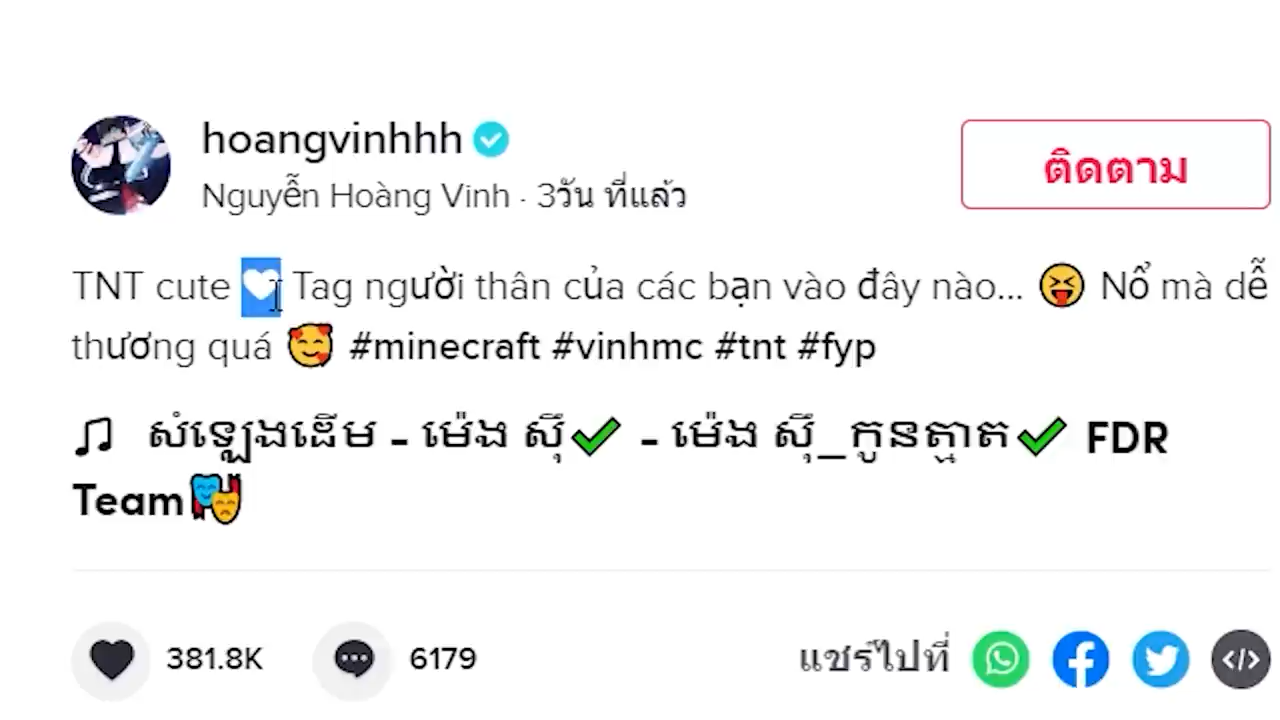 hoangvinhhh
Nguyễn Hoàng Vinh · 3วัน ที่แล้ว
ติดตาม
TNT cute 🤍 Tag người thân của các bạn vào đây nào... 😝 Nổ mà dễ
thương quá 🥰 #minecraft #vinhmc #tnt #fyp
♫ សំឡេងដើម - ម៉េង ស៊ឺ✔ - ម៉េង ស៊ឺ_កូនត្មាត✔ FDR
Team🎭
381.8K
6179
แชร์ไปที่